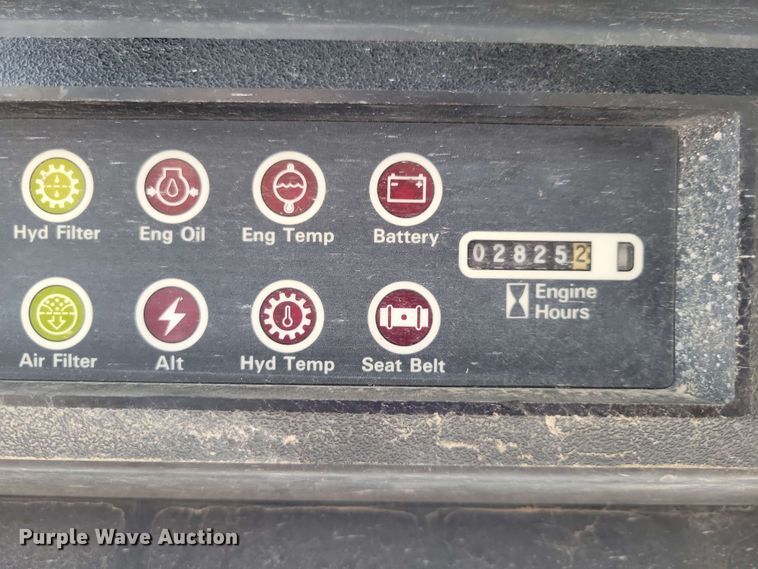 Hyd Filter Eng Oil Eng Temp Battery
028252
Engine
Hours
Air Filter Alt Hyd Temp Seat Belt
Purple Wave Auction®